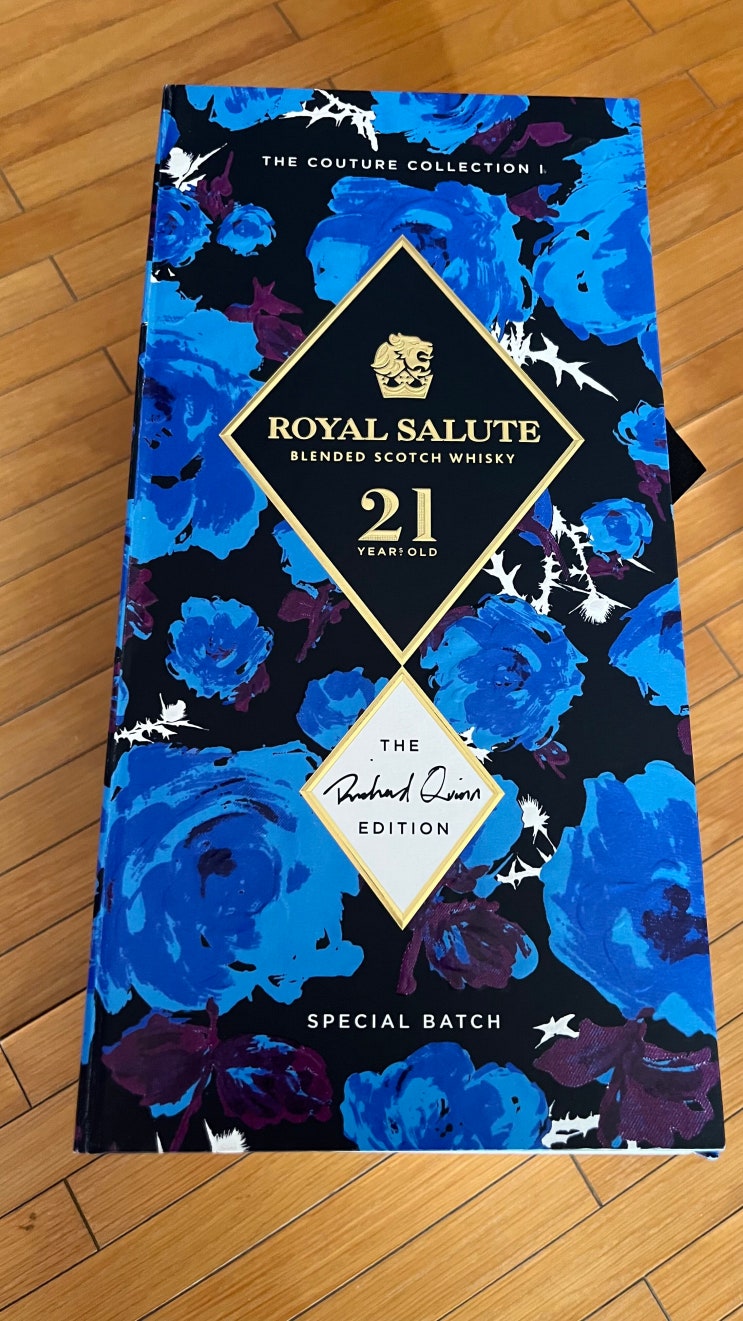 THE COUTURE COLLECTION I
ROYAL SALUTE
BLENDED SCOTCH WHISKY
21
YEARS OLD
THE
Richard Quinn
EDITION
SPECIAL BATCH